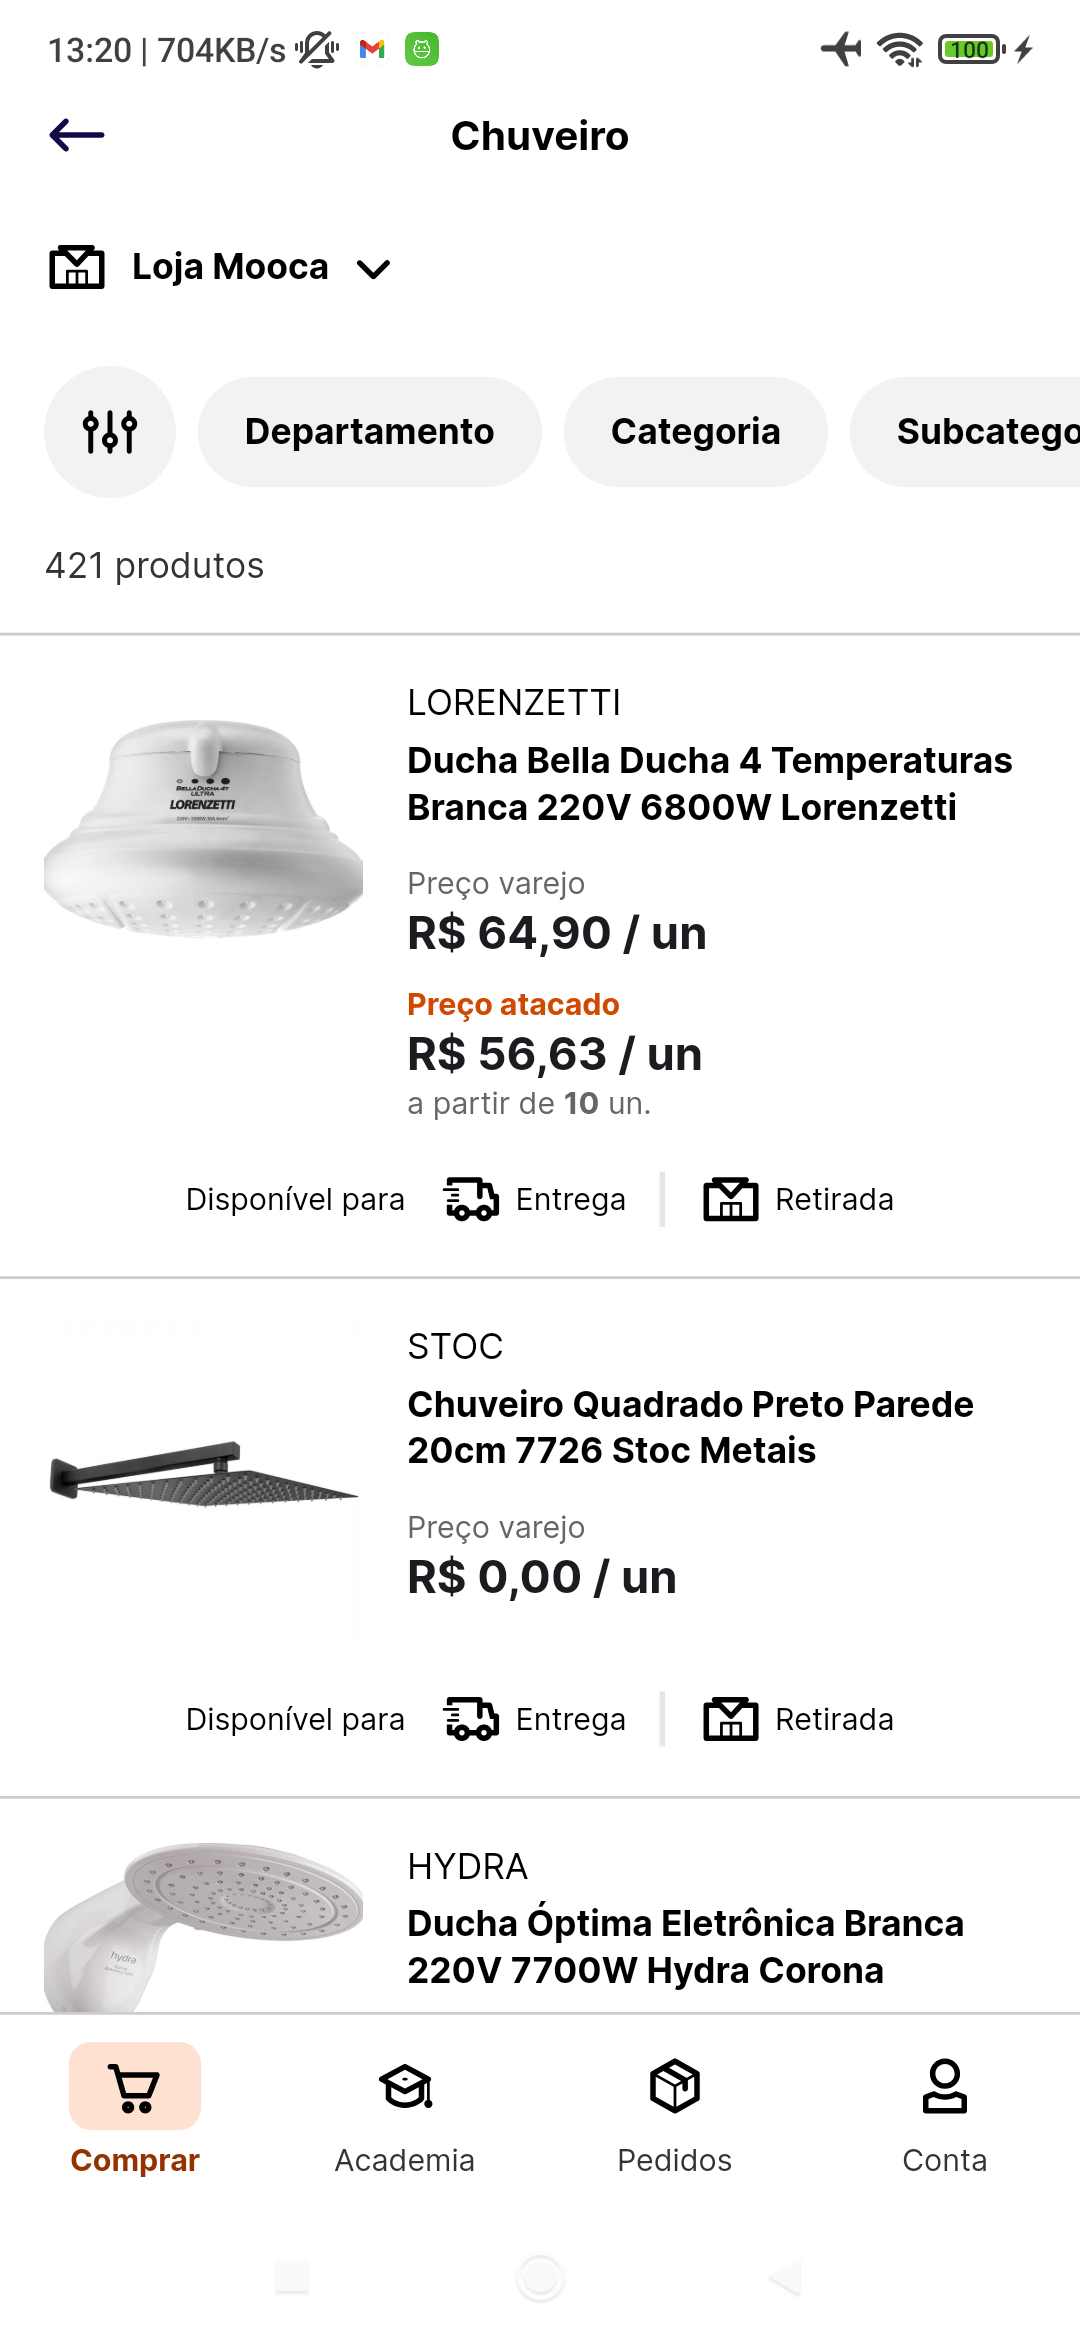 13:20 | 704KB/s
100
Chuveiro
Loja Mooca
Departamento
Categoria
Subcatego
421 produtos
LORENZETTI
Ducha Bella Ducha 4 Temperaturas
Branca 220V 6800W Lorenzetti
BELLADUCHA 4T
ULTRA
LORENZETTI
Preço varejo
R$ 64,90 / un
Preço atacado
R$ 56,63 / un
a partir de 10 un.
Disponível para
Entrega
Retirada
STOC
Chuveiro Quadrado Preto Parede
20cm 7726 Stoc Metais
Preço varejo
R$ 0,00 / un
Disponível para
Entrega
Retirada
HYDRA
Ducha Óptima Eletrônica Branca
220V 7700W Hydra Corona
hydra
Comprar
Academia
Pedidos
Conta